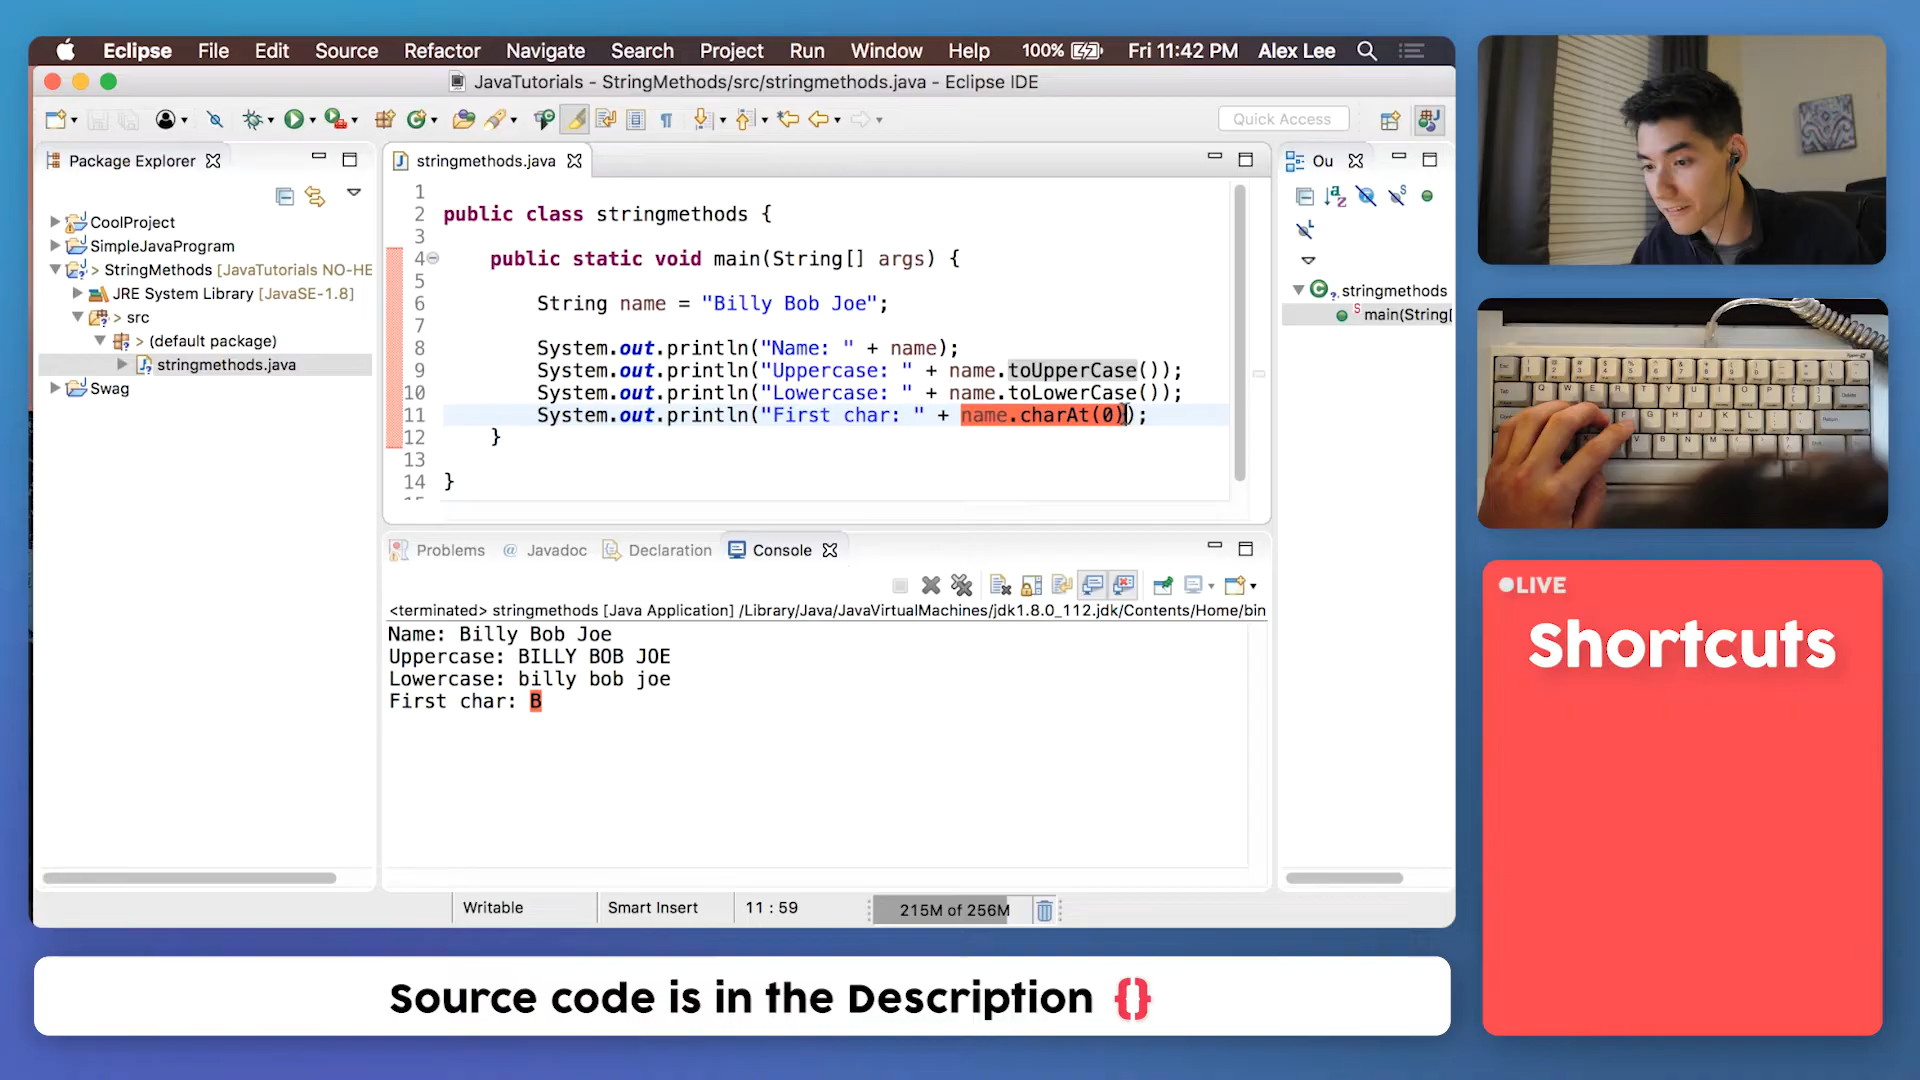 Eclipse File Edit Source Refactor Navigate Search Project Run Window Help 100% Fri 11:42 PM Alex Lee
JavaTutorials - StringMethods/src/stringmethods.java - Eclipse IDE
Quick Access
Package Explorer
CoolProject
SimpleJavaProgram
> StringMethods [JavaTutorials NO-HE
JRE System Library [JavaSE-1.8]
> src
> (default package)
stringmethods.java
Swag
stringmethods.java
1
2 public class stringmethods {
3
4 public static void main(String[] args) {
5
6 String name = "Billy Bob Joe";
7
8 System.out.println("Name: " + name);
9 System.out.println("Uppercase: " + name.toUpperCase());
10 System.out.println("Lowercase: " + name.toLowerCase());
11 System.out.println("First char: " + name.charAt(0));
12 }
13
14 }
Ou
stringmethods
main(String[
Problems @ Javadoc Declaration Console
<terminated> stringmethods [Java Application] /Library/Java/JavaVirtualMachines/jdk1.8.0_112.jdk/Contents/Home/bin
Name: Billy Bob Joe
Uppercase: BILLY BOB JOE
Lowercase: billy bob joe
First char: B
Writable Smart Insert 11 : 59 215M of 256M
LIVE
Shortcuts
Source code is in the Description {}